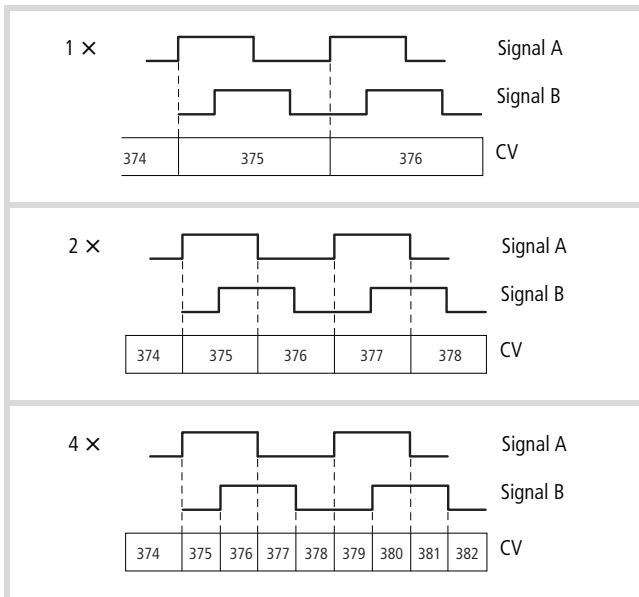 1 × Signal A
Signal B
374 375 376 CV
2 × Signal A
Signal B
374 375 376 377 378 CV
4 × Signal A
Signal B
374 375 376 377 378 379 380 381 382 CV